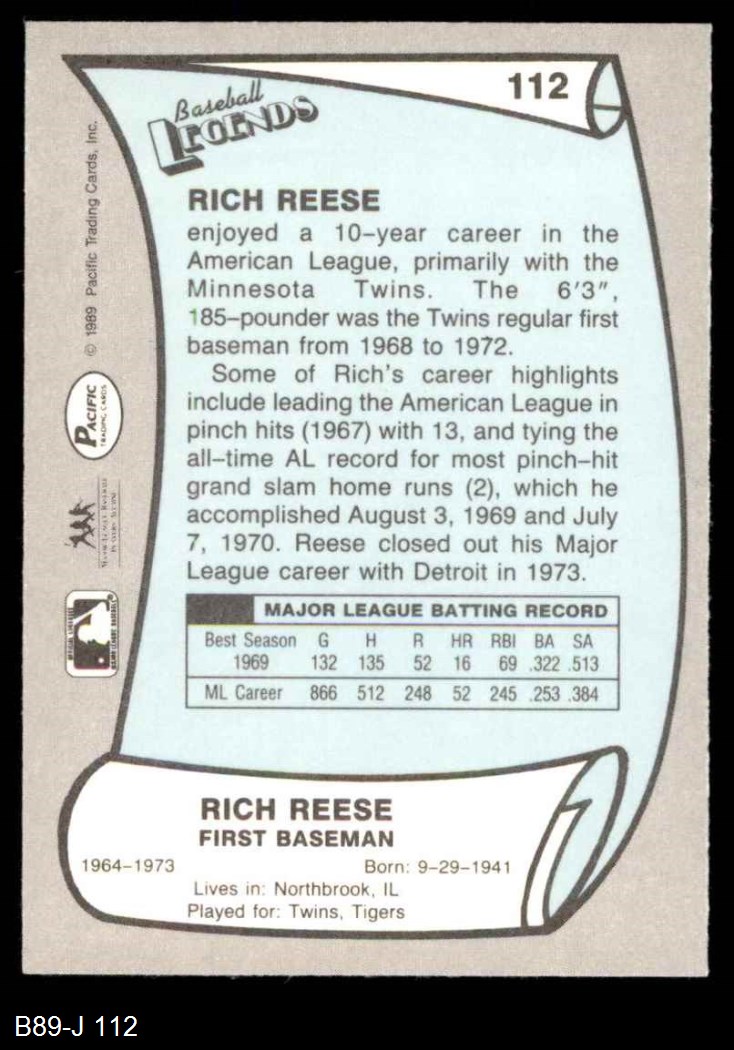 112
Baseball
LEGENDS
RICH REESE
enjoyed a 10-year career in the
American League, primarily with the
Minnesota Twins. The 6'3",
185-pounder was the Twins regular first
baseman from 1968 to 1972.
Some of Rich's career highlights
include leading the American League in
pinch hits (1967) with 13, and tying the
all-time AL record for most pinch-hit
grand slam home runs (2), which he
accomplished August 3, 1969 and July
7, 1970. Reese closed out his Major
League career with Detroit in 1973.
MAJOR LEAGUE BATTING RECORD
Best Season G H R HR RBI BA SA
1969 132 135 52 16 69 .322 .513
ML Career 866 512 248 52 245 .253 .384
RICH REESE
FIRST BASEMAN
1964-1973 Born: 9-29-1941
Lives in: Northbrook, IL
Played for: Twins, Tigers
© 1989 Pacific Trading Cards, Inc.
PACIFIC
TRADING CARDS
B89-J 112